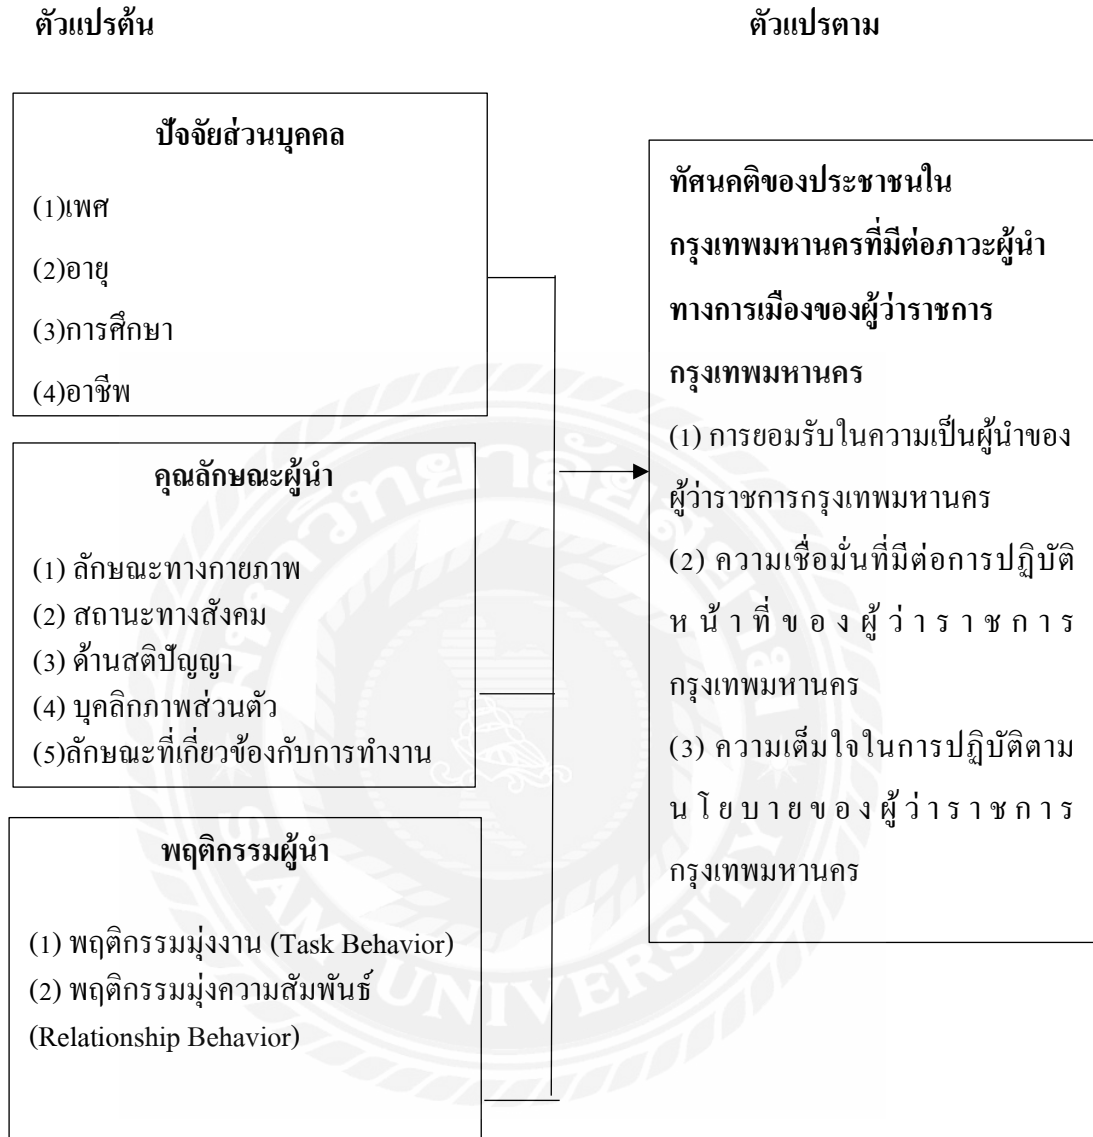 ตัวแปรต้น
ตัวแปรตาม
ปัจจัยส่วนบุคคล
(1)เพศ
(2)อายุ
(3)การศึกษา
(4)อาชีพ
คุณลักษณะผู้นำ
(1) ลักษณะทางกายภาพ
(2) สถานะทางสังคม
(3) ด้านสติปัญญา
(4) บุคลิกภาพส่วนตัว
(5)ลักษณะที่เกี่ยวข้องกับการทำงาน
พฤติกรรมผู้นำ
(1) พฤติกรรมมุ่งงาน (Task Behavior)
(2) พฤติกรรมมุ่งความสัมพันธ์
(Relationship Behavior)
ทัศนคติของประชาชนใน
กรุงเทพมหานครที่มีต่อภาวะผู้นำ
ทางการเมืองของผู้ว่าราชการ
กรุงเทพมหานคร
(1) การยอมรับในความเป็นผู้นำของ
ผู้ว่าราชการกรุงเทพมหานคร
(2) ความเชื่อมั่นที่มีต่อการปฏิบัติ
หน้าที่ของผู้ว่าราชการ
กรุงเทพมหานคร
(3) ความเต็มใจในการปฏิบัติตาม
นโยบายของผู้ว่าราชการ
กรุงเทพมหานคร
มหาวิทยาลัยสยาม
SIAM UNIVERSITY